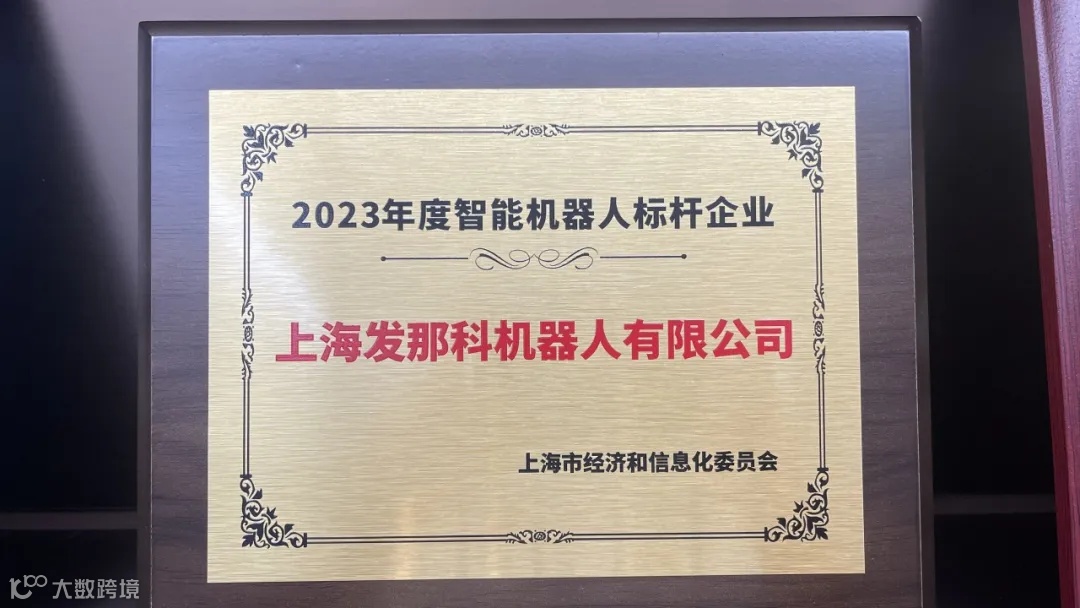 2023年度智能机器人标杆企业
上海发那科机器人有限公司
上海市经济和信息化委员会
大数跨境